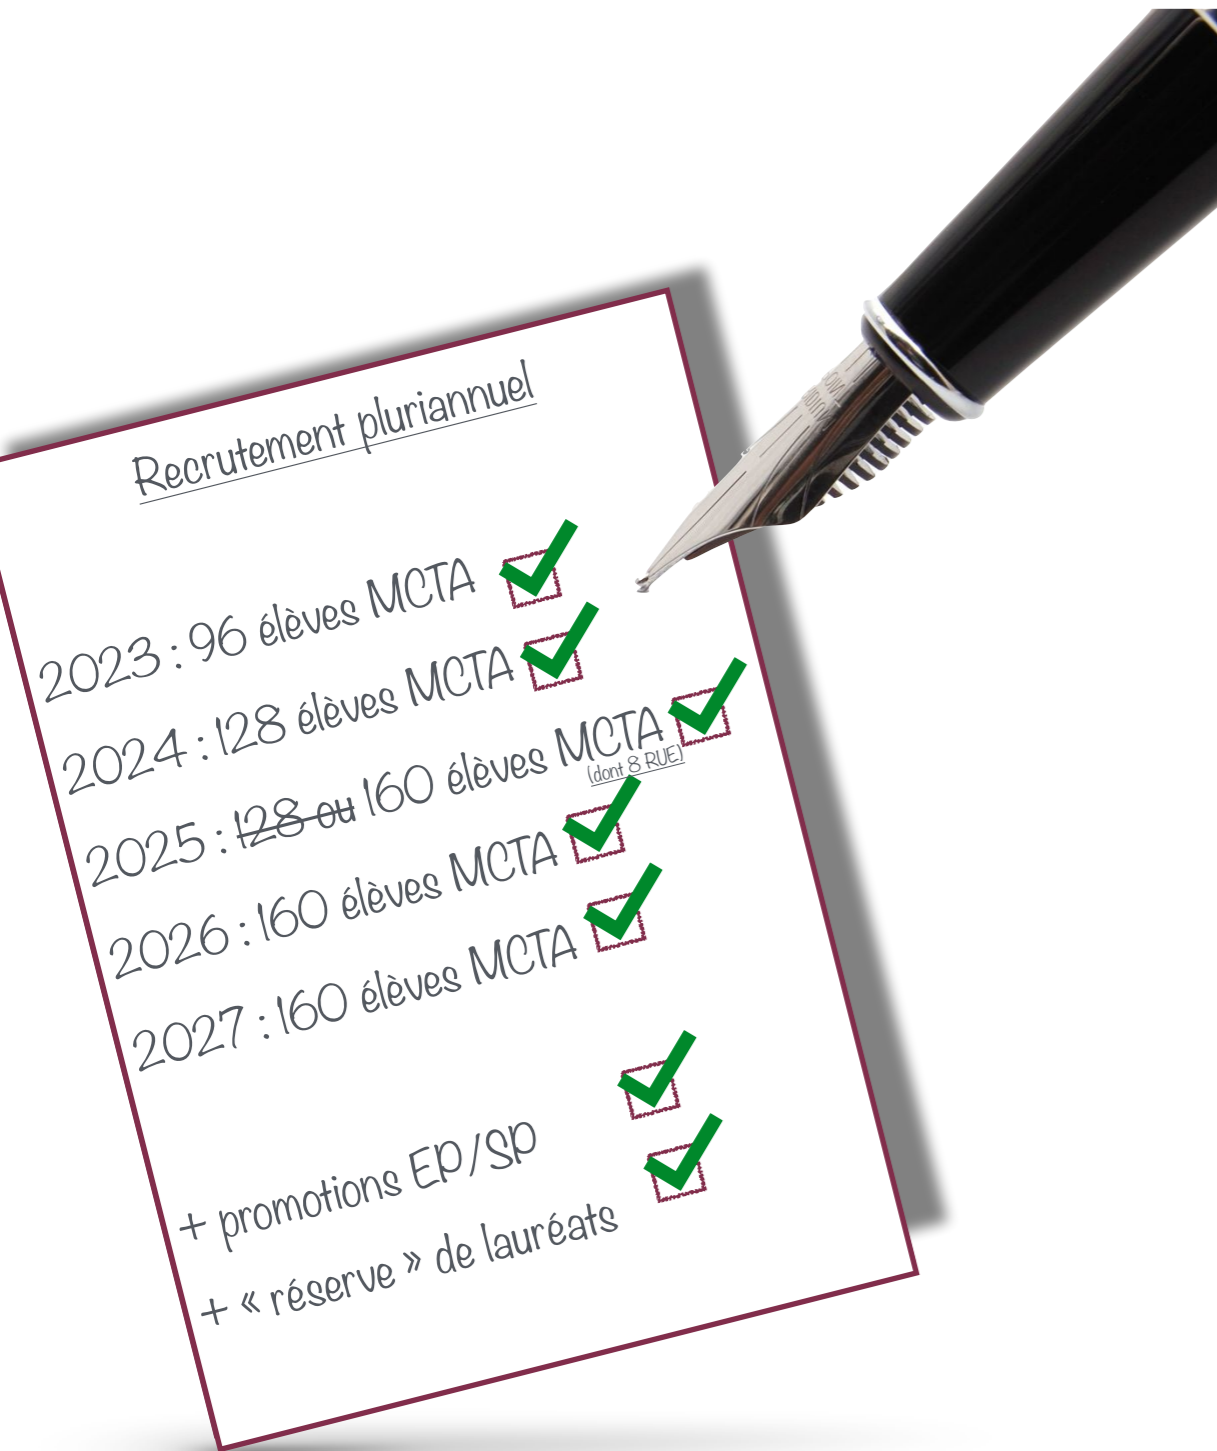 Recrutement pluriannuel
2023 : 96 élèves MCTA
2024 : 128 élèves MCTA
2025 : 128 ou 160 élèves MCTA
(dont 8 RUE)
2026 : 160 élèves MCTA
2027 : 160 élèves MCTA
+ promotions EP/SP
+ « réserve » de lauréats